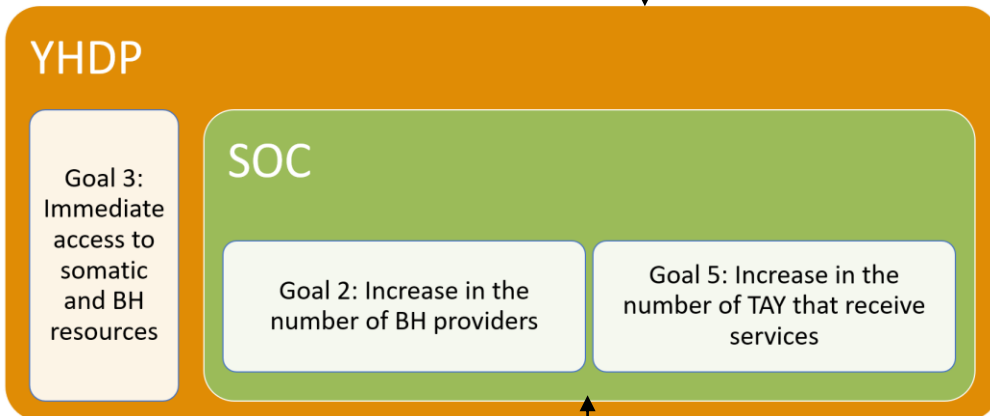 YHDP
Goal 3:
Immediate
access to
somatic
and BH
resources
SOC
Goal 2: Increase in the
number of BH providers
Goal 5: Increase in the
number of TAY that receive
services